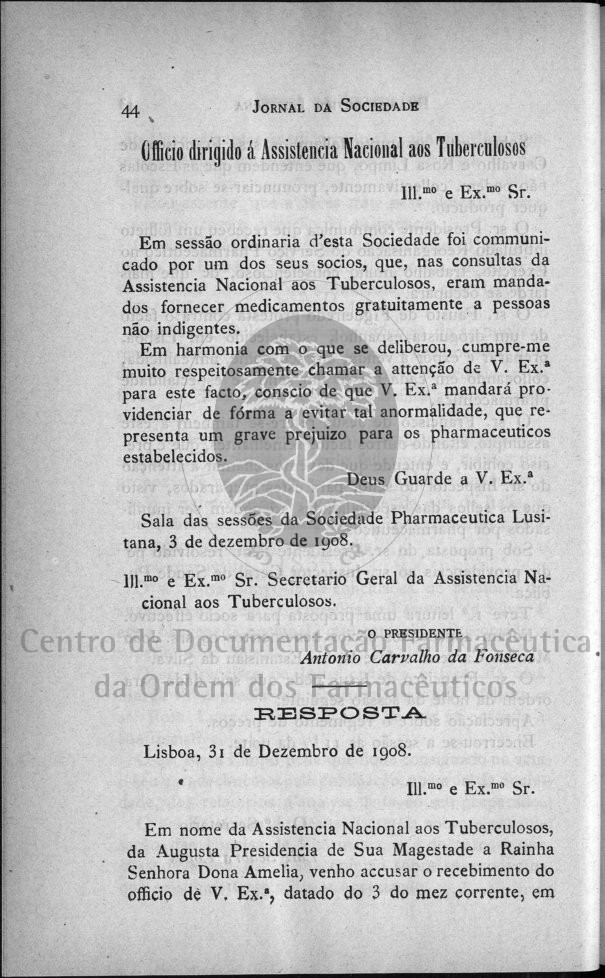 44
JORNAL DA SOCIEDADE
Officio dirigido á Assistencia Nacional aos Tuberculosos
Ill.mo e Ex.mo Sr.
Em sessão ordinaria d'esta Sociedade foi communi-
cado por um dos seus socios, que, nas consultas da
Assistencia Nacional aos Tuberculosos, eram manda-
dos fornecer medicamentos gratuitamente a pessoas
não indigentes.
Em harmonia com o que se deliberou, cumpre-me
muito respeitosamente chamar a attenção de V. Ex.ª
para este facto, conscio de que V. Ex.ª mandará pro-
videnciar de fórma a evitar tal anormalidade, que re-
presenta um grave prejuizo para os pharmaceuticos
estabelecidos.
Deus Guarde a V. Ex.ª
Sala das sessões da Sociedade Pharmaceutica Lusi-
tana, 3 de dezembro de 1908.
Ill.mo e Ex.mo Sr. Secretario Geral da Assistencia Na-
cional aos Tuberculosos.
O PRESIDENTE
Centro de Documentação Farmacêutica
Antonio Carvalho da Fonseca
da Ordem dos Farmacêuticos
RESPOSTA
Lisboa, 31 de Dezembro de 1908.
Ill.mo e Ex.mo Sr.
Em nome da Assistencia Nacional aos Tuberculosos,
da Augusta Presidencia de Sua Magestade a Rainha
Senhora Dona Amelia, venho accusar o recebimento do
officio dè V. Ex.ª, datado do 3 do mez corrente, em